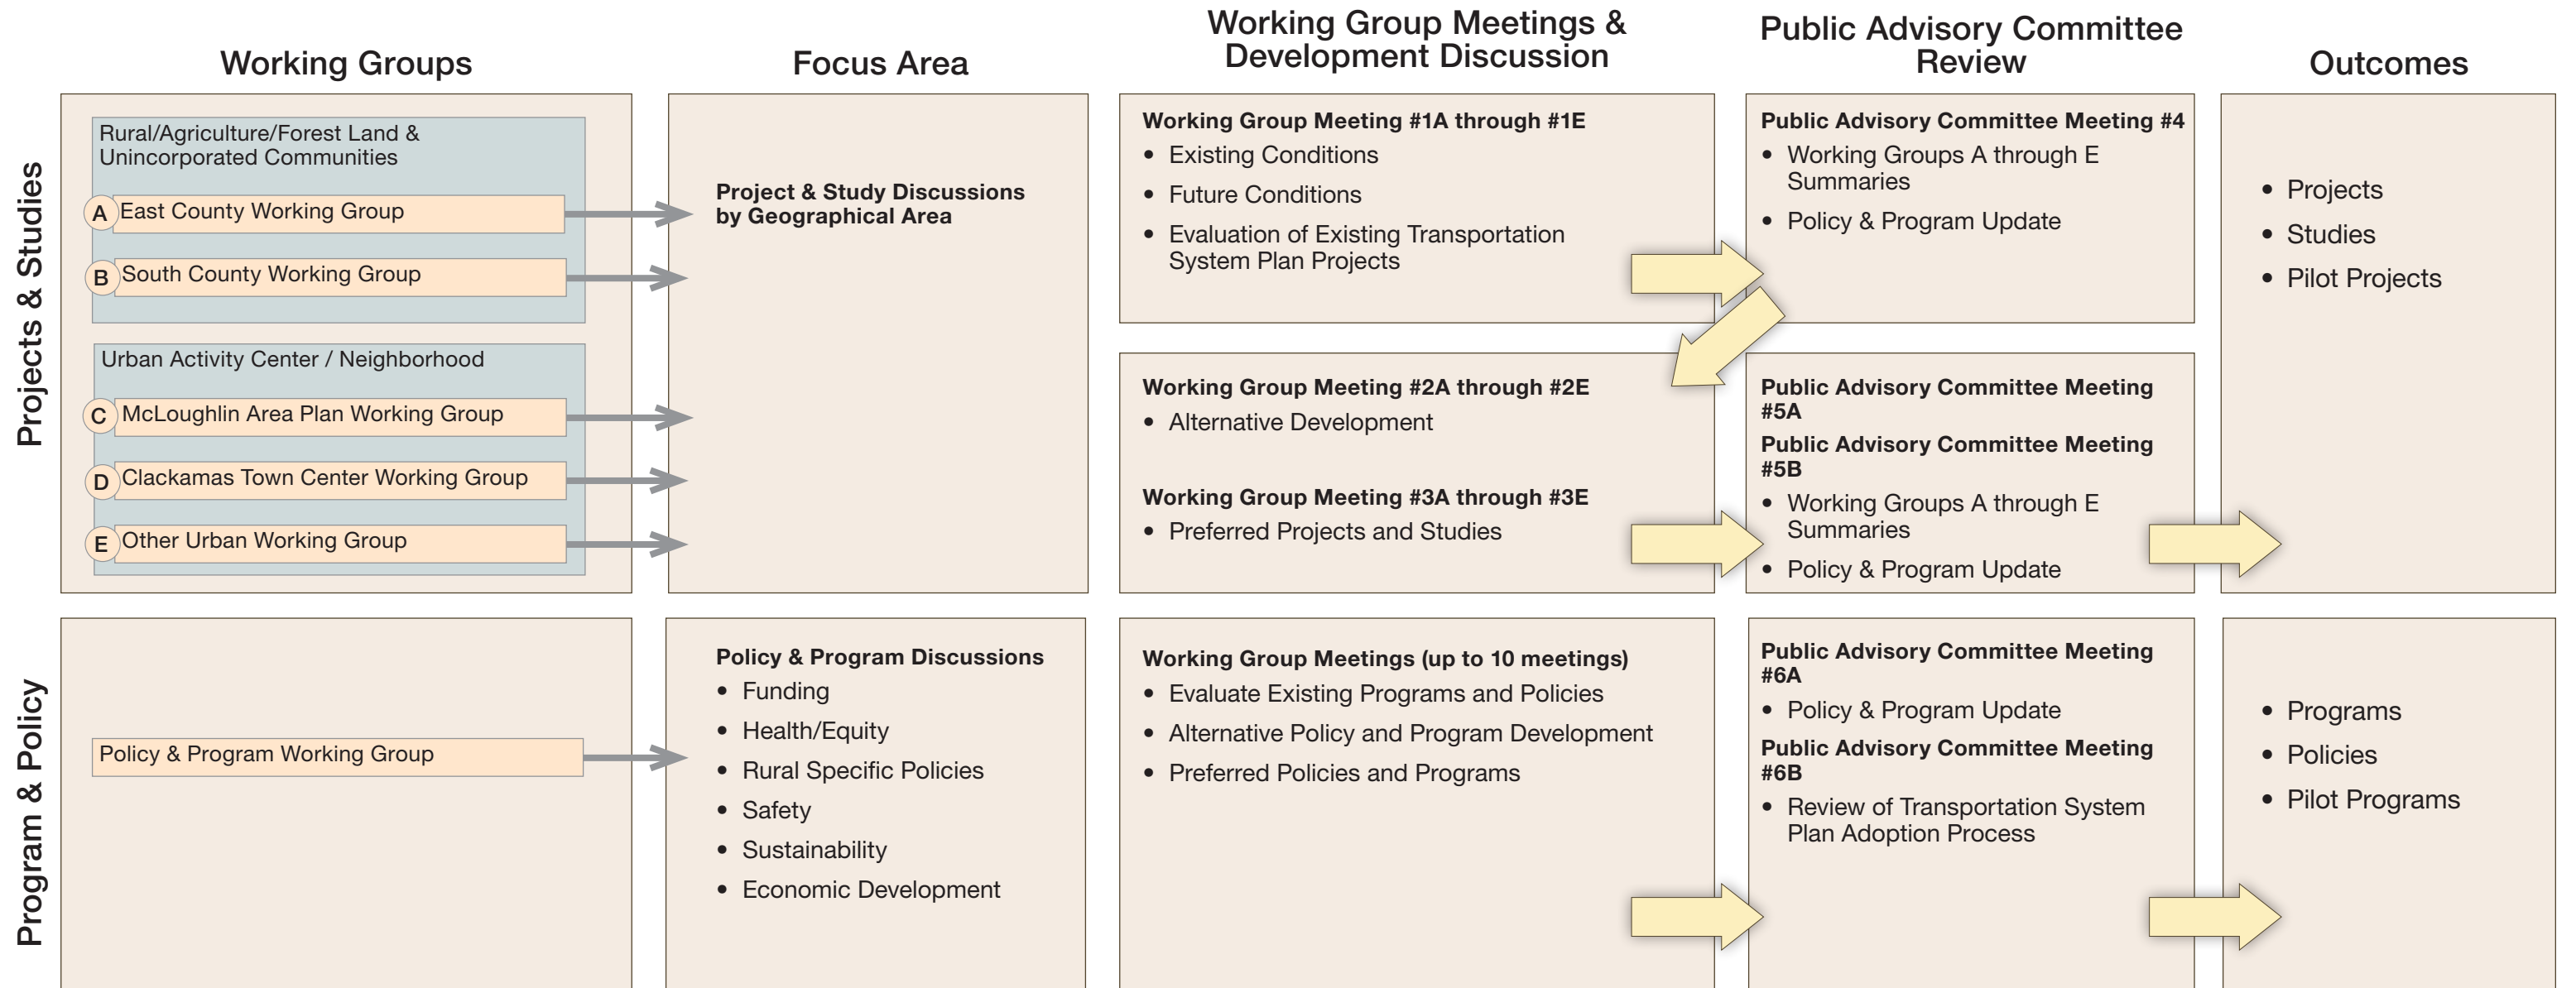 Working Groups
Focus Area
Working Group Meetings &
Development Discussion
Public Advisory Committee
Review
Outcomes
Projects & Studies
Rural/Agriculture/Forest Land &
Unincorporated Communities
A East County Working Group
B South County Working Group
Urban Activity Center / Neighborhood
C McLoughlin Area Plan Working Group
D Clackamas Town Center Working Group
E Other Urban Working Group
Project & Study Discussions
by Geographical Area
Working Group Meeting #1A through #1E
• Existing Conditions
• Future Conditions
• Evaluation of Existing Transportation
System Plan Projects
Public Advisory Committee Meeting #4
• Working Groups A through E
Summaries
• Policy & Program Update
Working Group Meeting #2A through #2E
• Alternative Development
Working Group Meeting #3A through #3E
• Preferred Projects and Studies
Public Advisory Committee Meeting
#5A
Public Advisory Committee Meeting
#5B
• Working Groups A through E
Summaries
• Policy & Program Update
• Projects
• Studies
• Pilot Projects
Program & Policy
Policy & Program Working Group
Policy & Program Discussions
• Funding
• Health/Equity
• Rural Specific Policies
• Safety
• Sustainability
• Economic Development
Working Group Meetings (up to 10 meetings)
• Evaluate Existing Programs and Policies
• Alternative Policy and Program Development
• Preferred Policies and Programs
Public Advisory Committee Meeting
#6A
• Policy & Program Update
Public Advisory Committee Meeting
#6B
• Review of Transportation System
Plan Adoption Process
• Programs
• Policies
• Pilot Programs